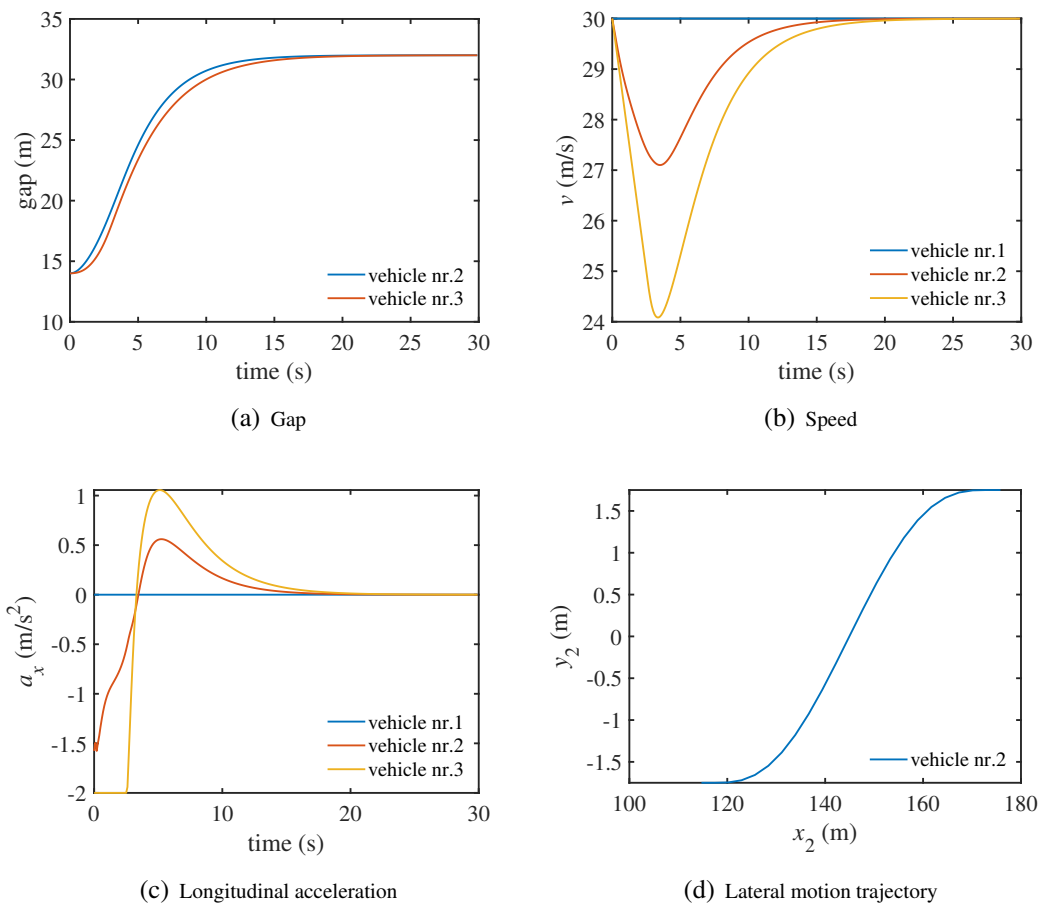 35
30
25
20
15
10
gap (m)
0 5 10 15 20 25 30
time (s)
vehicle nr.2
vehicle nr.3
(a) Gap
30
29
28
27
26
25
24
v (m/s)
0 5 10 15 20 25 30
time (s)
vehicle nr.1
vehicle nr.2
vehicle nr.3
(b) Speed
1
0.5
0
-0.5
-1
-1.5
-2
a_x (m/s²)
0 10 20 30
time (s)
vehicle nr.1
vehicle nr.2
vehicle nr.3
(c) Longitudinal acceleration
1.5
1
0.5
0
-0.5
-1
-1.5
y_2 (m)
100 120 140 160 180
x_2 (m)
vehicle nr.2
(d) Lateral motion trajectory